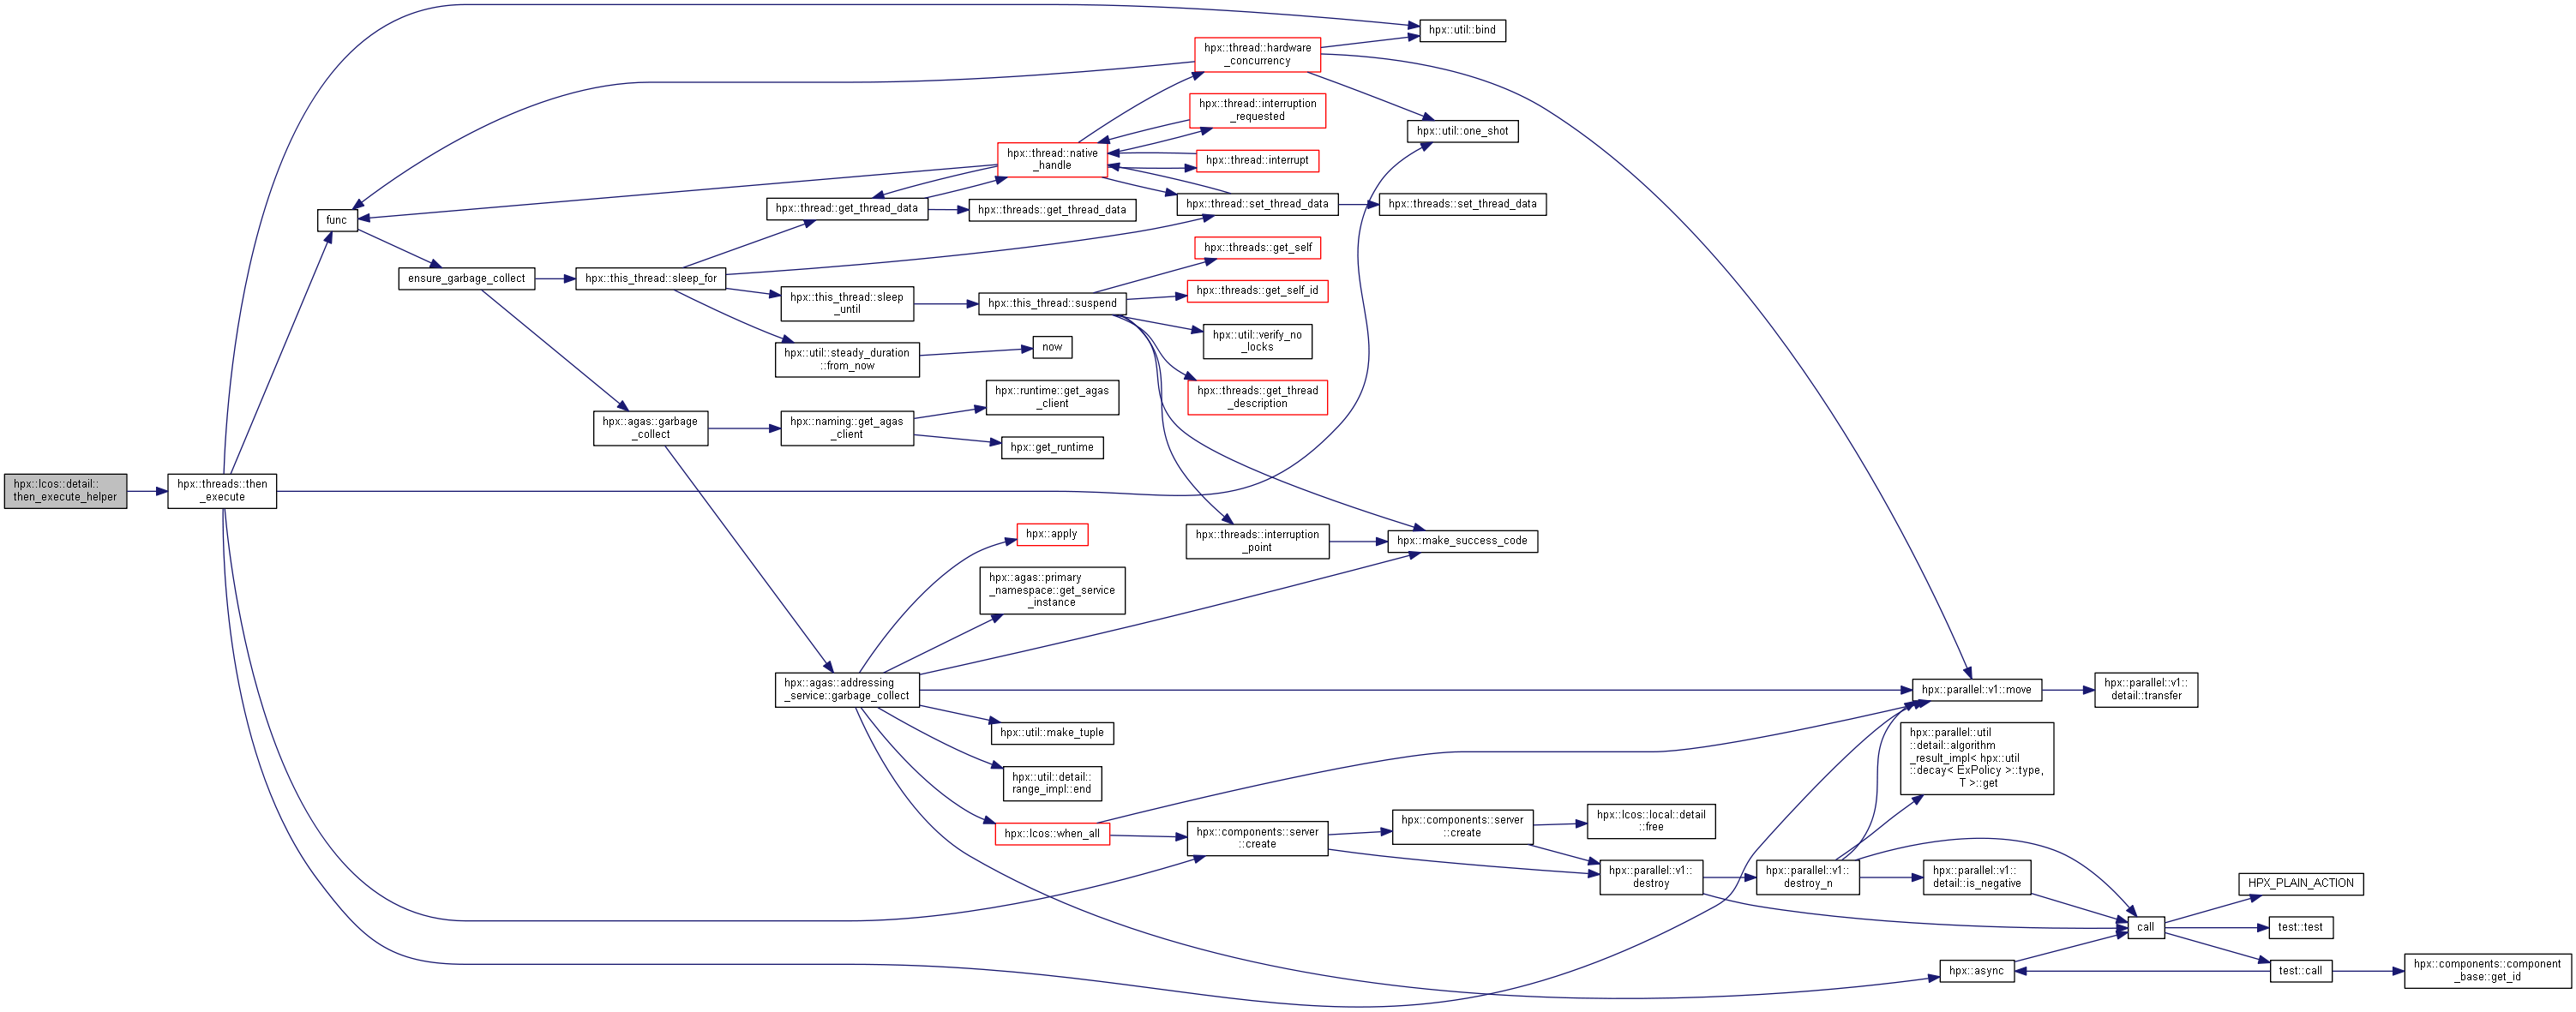 hpx::lcos::detail::
then_execute_helper
hpx::threads::then
_execute
func
ensure_garbage_collect
hpx::this_thread::sleep_for
hpx::agas::garbage
_collect
hpx::thread::get_thread_data
hpx::this_thread::sleep
_until
hpx::util::steady_duration
::from_now
hpx::naming::get_agas
_client
hpx::agas::addressing
_service::garbage_collect
hpx::thread::native
_handle
hpx::threads::get_thread_data
hpx::this_thread::suspend
now
hpx::runtime::get_agas
_client
hpx::get_runtime
hpx::apply
hpx::agas::primary
_namespace::get_service
_instance
hpx::util::make_tuple
hpx::util::detail::
range_impl::end
hpx::lcos::when_all
hpx::thread::hardware
_concurrency
hpx::thread::interruption
_requested
hpx::thread::interrupt
hpx::thread::set_thread_data
hpx::threads::get_self
hpx::threads::get_self_id
hpx::util::verify_no
_locks
hpx::threads::get_thread
_description
hpx::threads::interruption
_point
hpx::components::server
::create
hpx::util::bind
hpx::util::one_shot
hpx::threads::set_thread_data
hpx::make_success_code
hpx::components::server
::create
hpx::lcos::local::detail
::free
hpx::parallel::v1::
destroy
hpx::parallel::v1::
destroy_n
hpx::parallel::v1::move
hpx::parallel::util
::detail::algorithm
_result_impl< hpx::util
::decay< ExPolicy >::type,
T >::get
hpx::parallel::v1::
detail::is_negative
hpx::async
hpx::parallel::v1::
detail::transfer
call
HPX_PLAIN_ACTION
test::test
test::call
hpx::components::component
_base::get_id